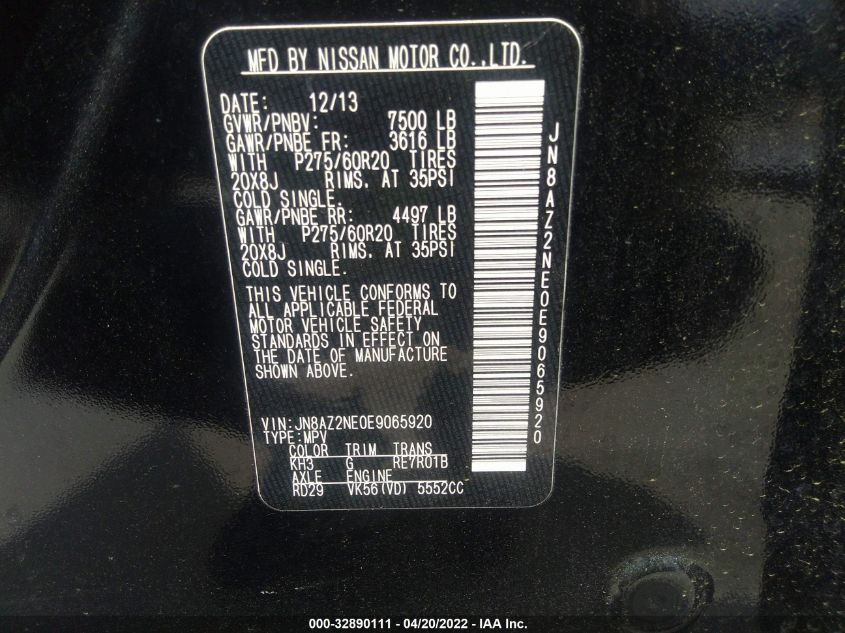 MFD BY NISSAN MOTOR CO.,LTD.
DATE: 12/13
GVWR/PNBV: 7500 LB
GAWR/PNBE FR: 3616 LB
WITH P275/60R20 TIRES
20X8J RIMS. AT 35PSI
COLD SINGLE.
GAWR/PNBE RR: 4497 LB
WITH P275/60R20 TIRES
20X8J RIMS. AT 35PSI
COLD SINGLE.
THIS VEHICLE CONFORMS TO
ALL APPLICABLE FEDERAL
MOTOR VEHICLE SAFETY
STANDARDS IN EFFECT ON
THE DATE OF MANUFACTURE
SHOWN ABOVE.
VIN: JN8AZ2NE0E9065920
TYPE: MPV
COLOR TRIM TRANS
KH3 G RE7R01B
AXLE ENGINE
RD29 VK56(VD) 5552CC
JN8AZ2NE0E9065920
000-32890111 - 04/20/2022 - IAA Inc.